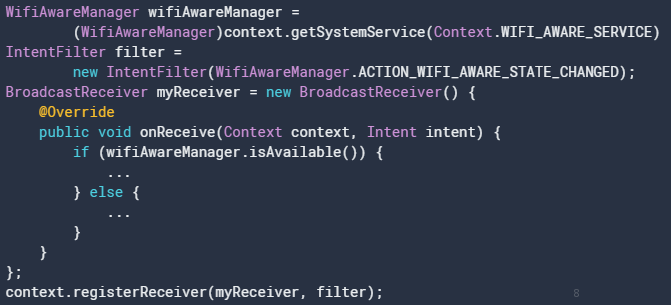 WifiAwareManager wifiAwareManager =
        (WifiAwareManager)context.getSystemService(Context.WIFI_AWARE_SERVICE)
IntentFilter filter =
        new IntentFilter(WifiAwareManager.ACTION_WIFI_AWARE_STATE_CHANGED);
BroadcastReceiver myReceiver = new BroadcastReceiver() {
    @Override
    public void onReceive(Context context, Intent intent) {
        if (wifiAwareManager.isAvailable()) {
            ...
        } else {
            ...
        }
    }
};
context.registerReceiver(myReceiver, filter);